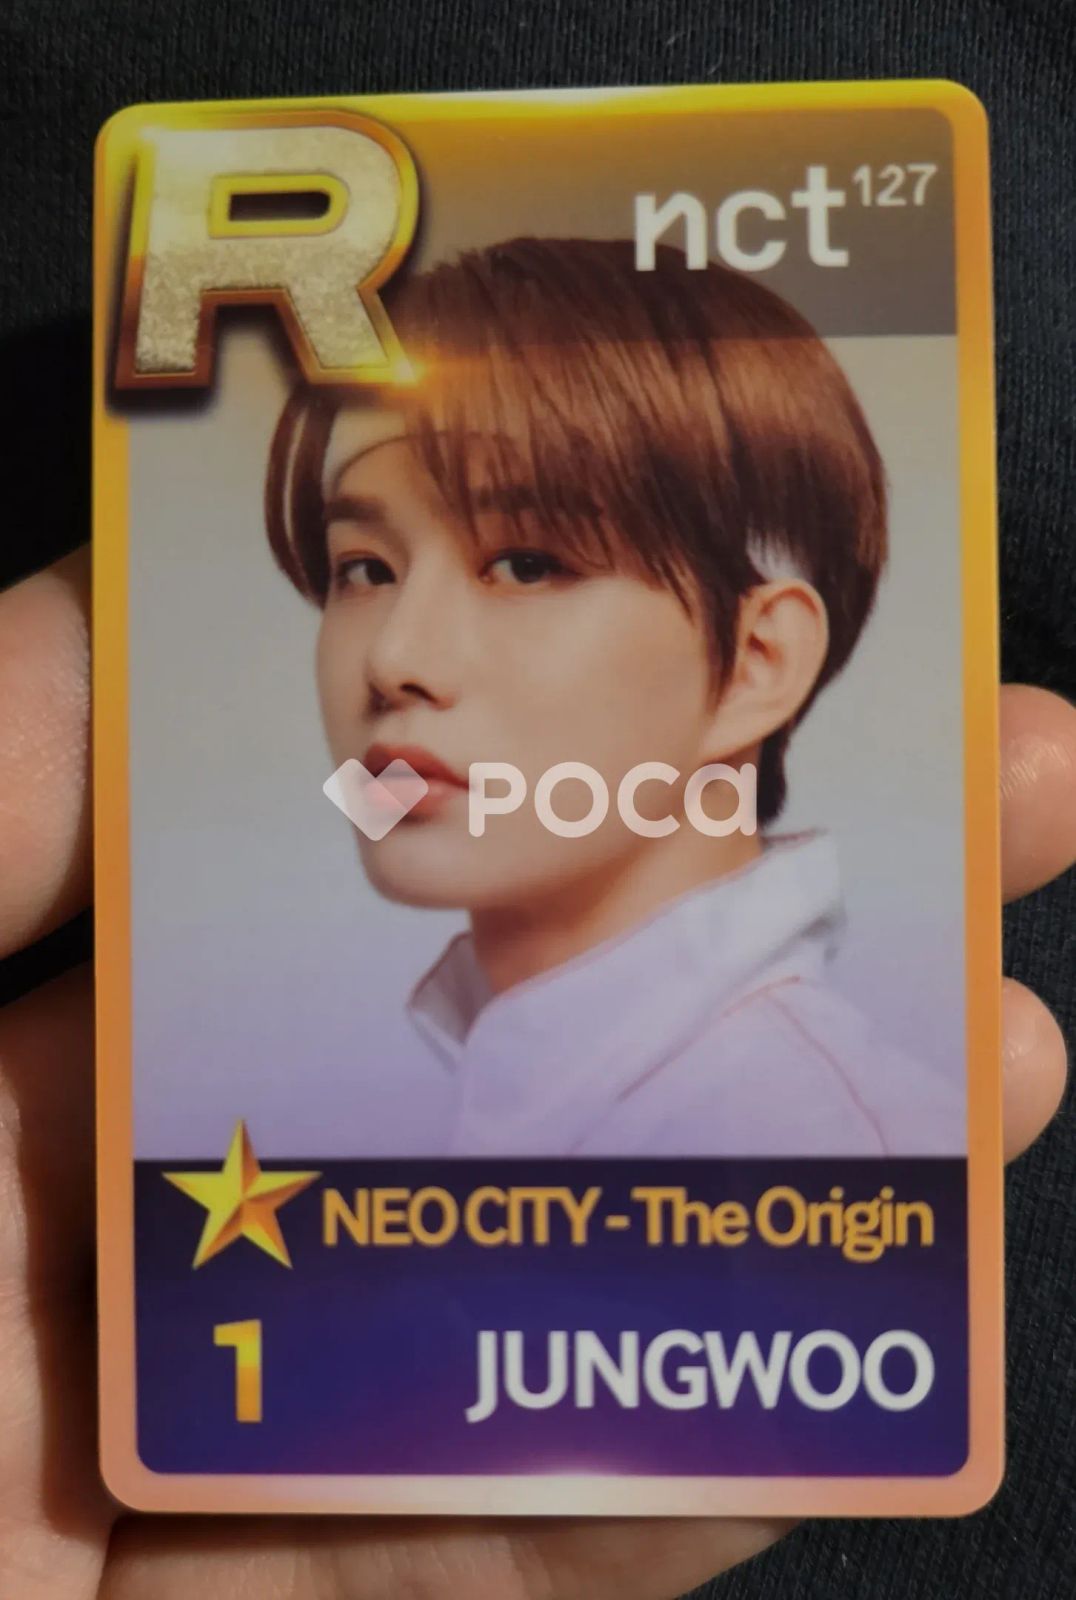 R
nct 127
POCA
NEO CITY - The Origin
1
JUNGWOO